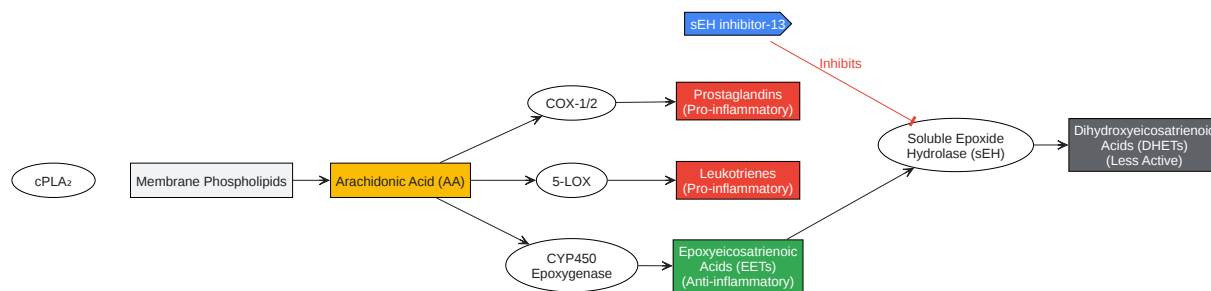 sEH inhibitor-13
Inhibits
COX-1/2
Prostaglandins
(Pro-inflammatory)
Soluble Epoxide
Hydrolase (sEH)
Dihydroxyeicosatrienoic
Acids (DHETs)
(Less Active)
cPLA₂
Membrane Phospholipids
Arachidonic Acid (AA)
5-LOX
Leukotrienes
(Pro-inflammatory)
CYP450
Epoxygenase
Epoxyeicosatrienoic
Acids (EETs)
(Anti-inflammatory)